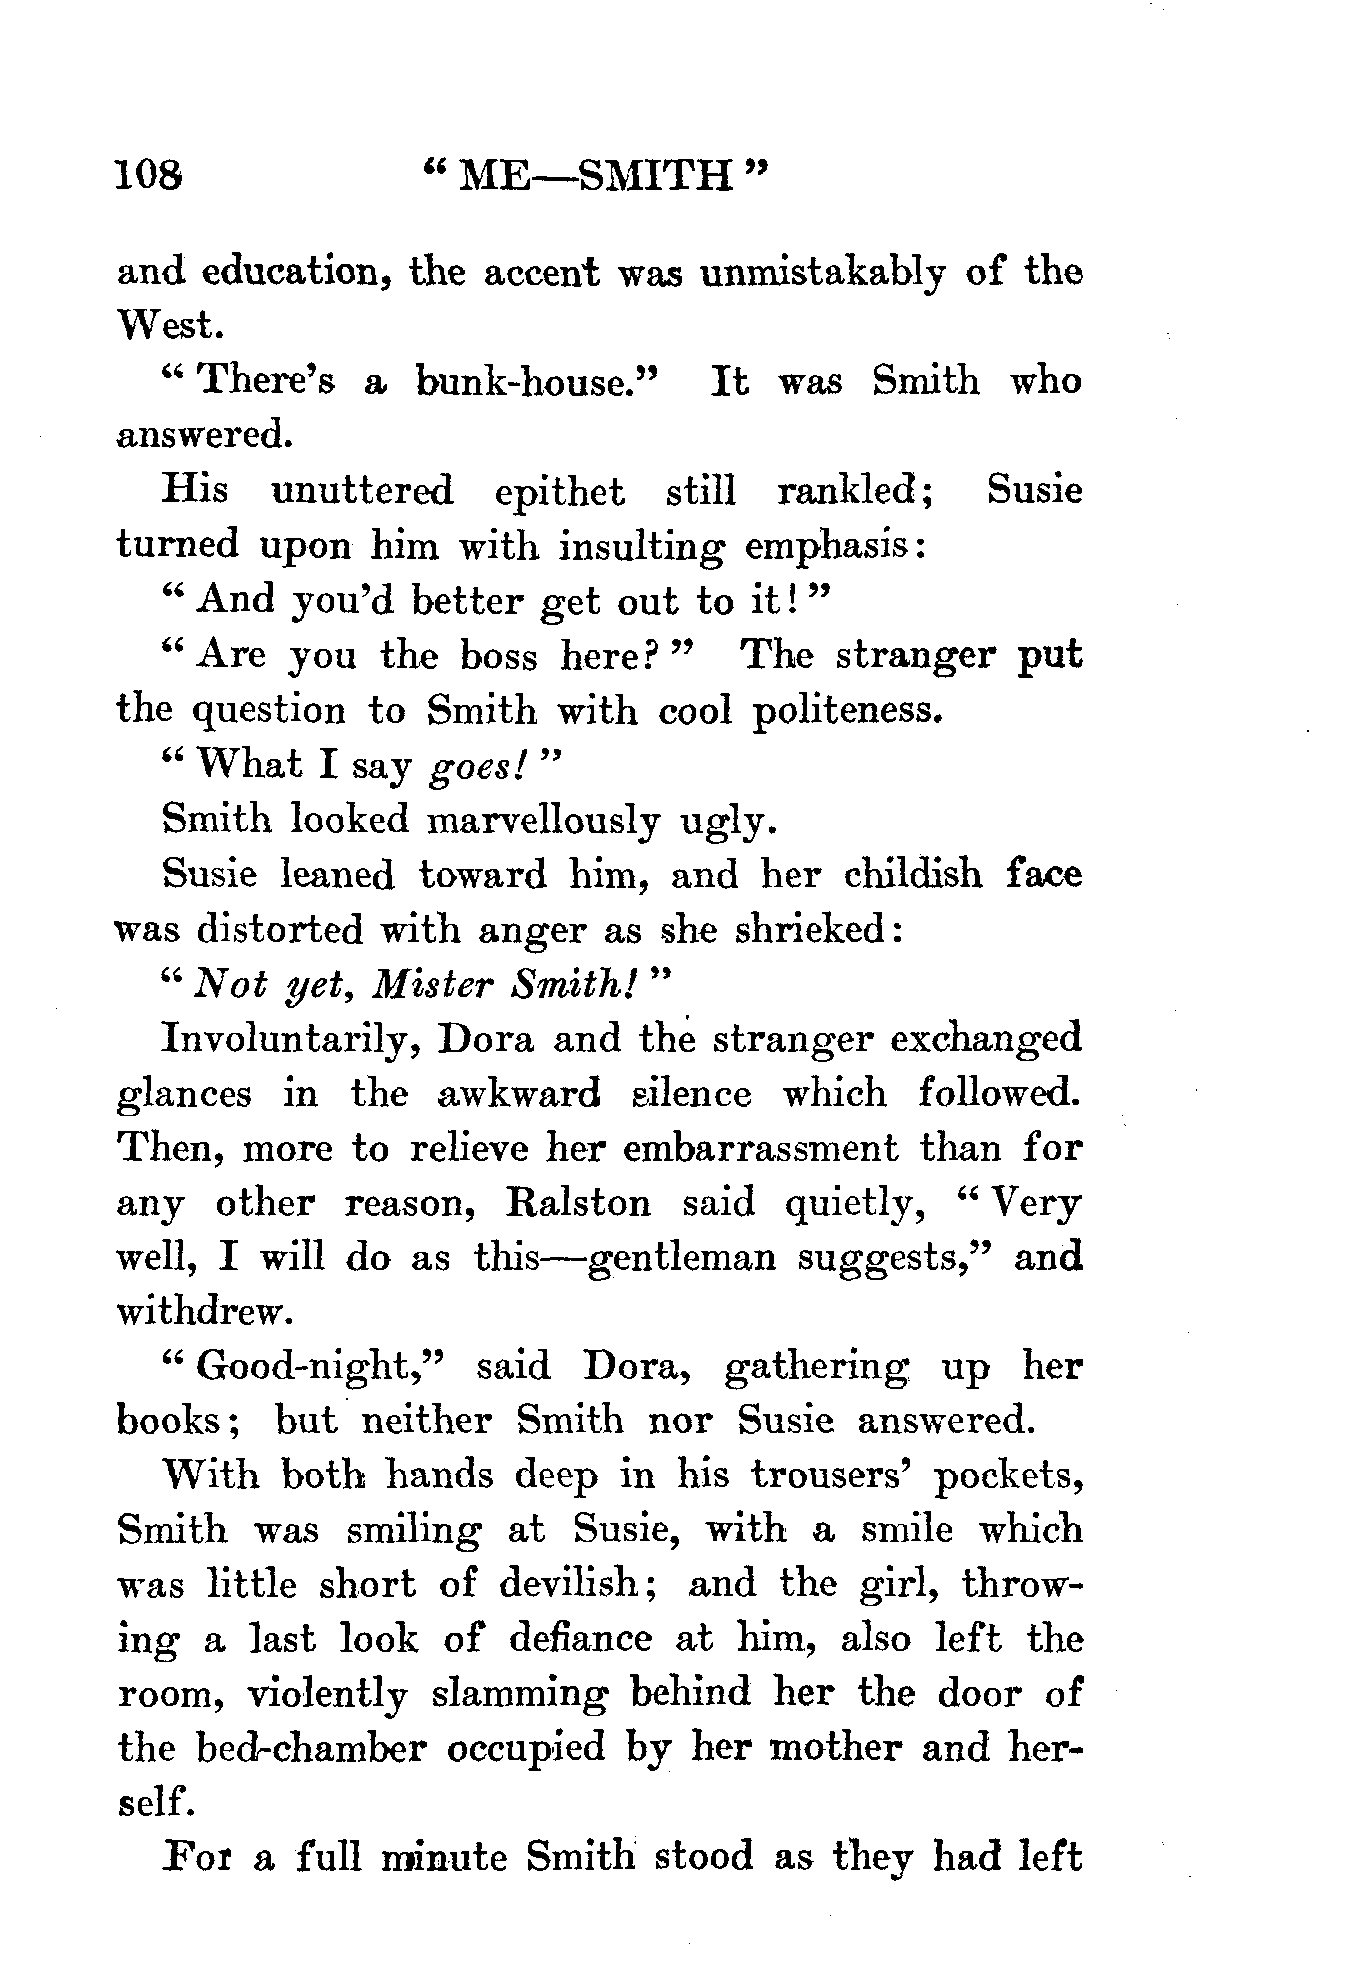 108 “ ME—SMITH ”
and education, the accent was unmistakably of the
West.
“ There’s a bunk-house.” It was Smith who
answered.
His unuttered epithet still rankled; Susie
turned upon him with insulting emphasis:
“ And you’d better get out to it! ”
“ Are you the boss here? ” The stranger put
the question to Smith with cool politeness.
“ What I say goes! ”
Smith looked marvellously ugly.
Susie leaned toward him, and her childish face
was distorted with anger as she shrieked:
“ Not yet, Mister Smith! ”
Involuntarily, Dora and the stranger exchanged
glances in the awkward silence which followed.
Then, more to relieve her embarrassment than for
any other reason, Ralston said quietly, “ Very
well, I will do as this—gentleman suggests,” and
withdrew.
“ Good-night,” said Dora, gathering up her
books; but neither Smith nor Susie answered.
With both hands deep in his trousers’ pockets,
Smith was smiling at Susie, with a smile which
was little short of devilish; and the girl, throw-
ing a last look of defiance at him, also left the
room, violently slamming behind her the door of
the bed-chamber occupied by her mother and her-
self.
For a full minute Smith stood as they had left